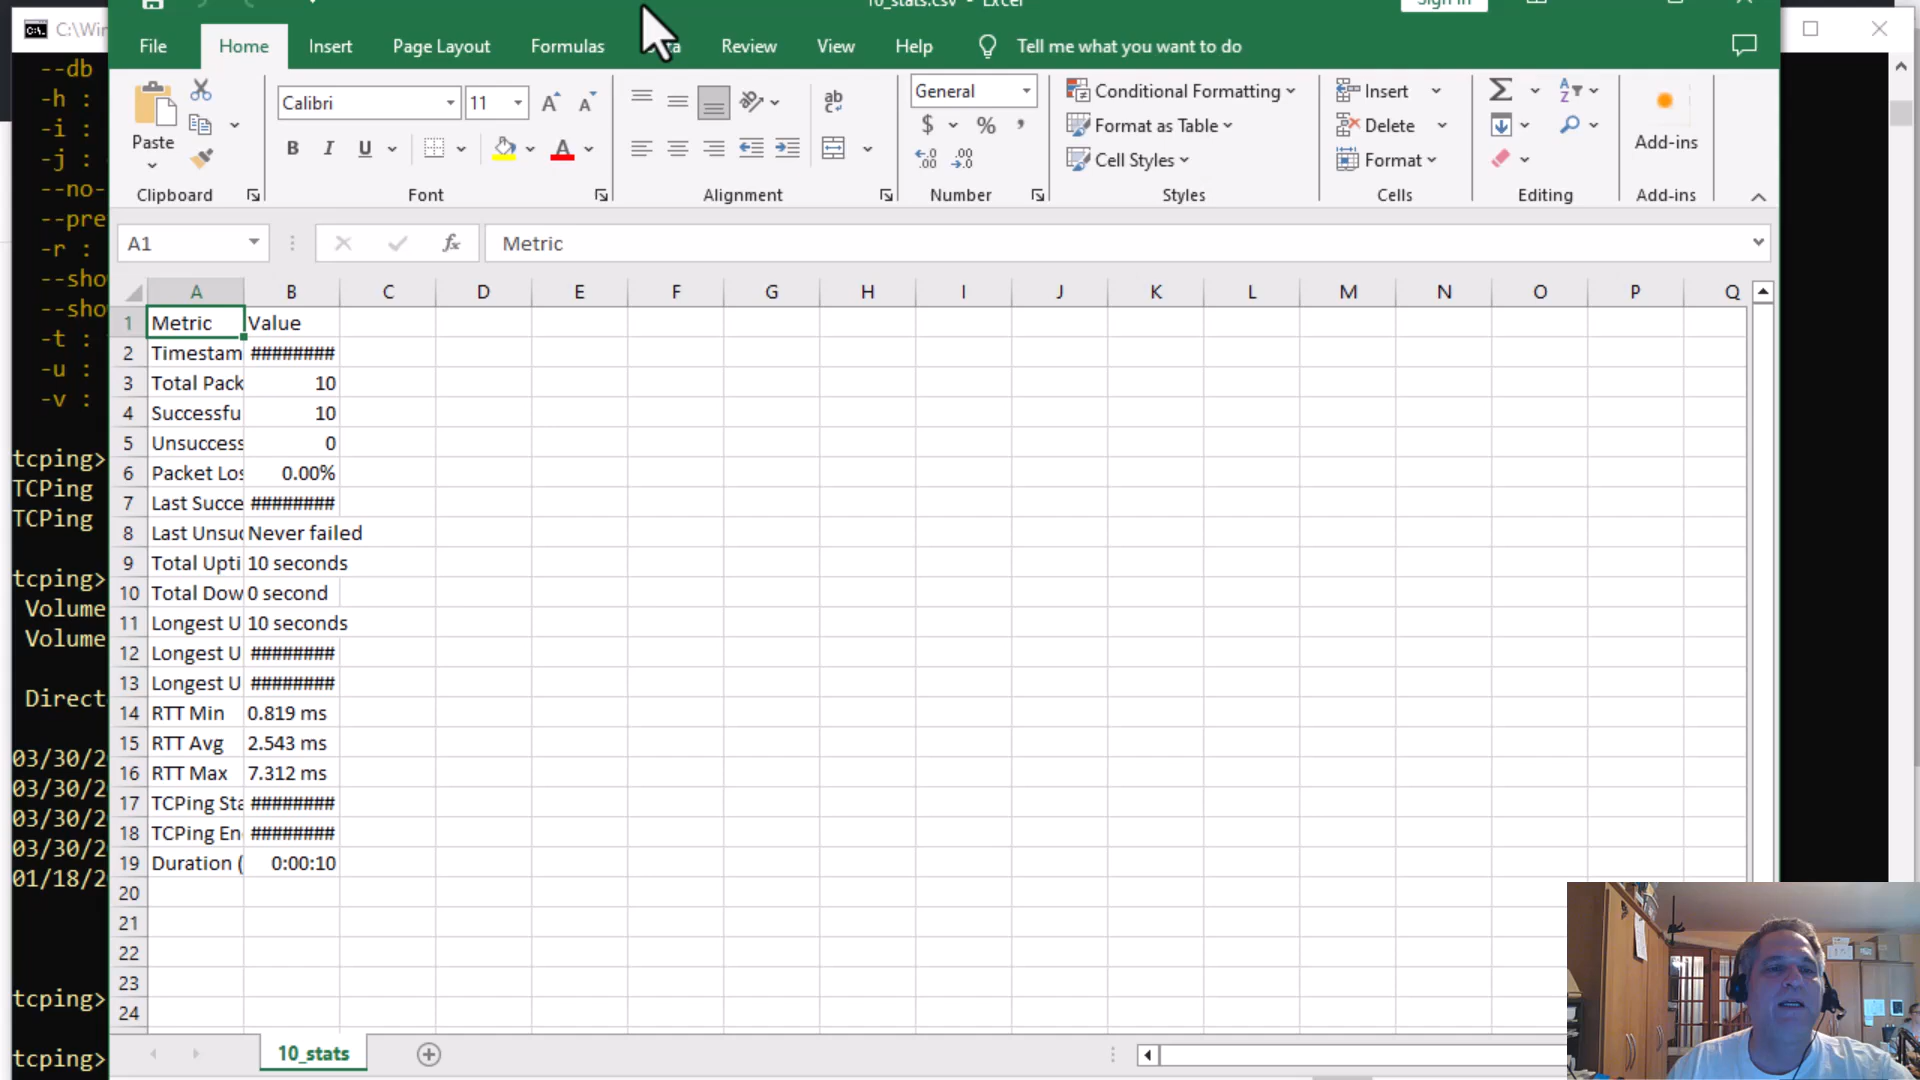 10_stats.csv - Excel
Sign in
C:\Win
File
Home
Insert
Page Layout
Formulas
Review
View
Help
Tell me what you want to do
Paste
Calibri
11
General
Conditional Formatting
Format as Table
Cell Styles
Insert
Delete
Format
Add-ins
Clipboard
Font
Alignment
Number
Styles
Cells
Editing
Add-ins
A1
fx
Metric
A B C D E F G H I J K L M N O P Q
1 Metric Value
2 Timestam ########
3 Total Pack 10
4 Successfu 10
5 Unsuccess 0
6 Packet Los 0.00%
7 Last Succe ########
8 Last Unsuc Never failed
9 Total Upti 10 seconds
10 Total Dow 0 second
11 Longest U 10 seconds
12 Longest U ########
13 Longest U ########
14 RTT Min 0.819 ms
15 RTT Avg 2.543 ms
16 RTT Max 7.312 ms
17 TCPing Sta ########
18 TCPing En ########
19 Duration ( 0:00:10
20
21
22
23
24
10_stats
--db
-h :
-i :
-j :
--no-
--pre
-r :
--sho
--sho
-t :
-u :
-v :
tcping>
TCPing
TCPing
tcping>
Volume
Volume
Direct
03/30/2
03/30/2
03/30/2
03/30/2
01/18/2
tcping>
tcping>